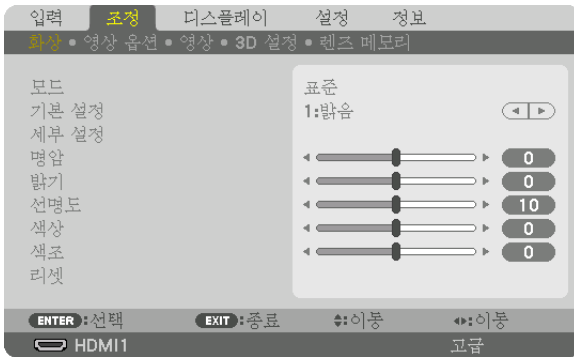 입력 조정 디스플레이 설정 정보
화상 • 영상 옵션 • 영상 • 3D 설정 • 렌즈 메모리
모드 표준
기본 설정 1:밝음
세부 설정
명암 0
밝기 0
선명도 10
색상 0
색조 0
리셋
ENTER :선택 EXIT :종료 :이동 :이동
HDMI1 고급